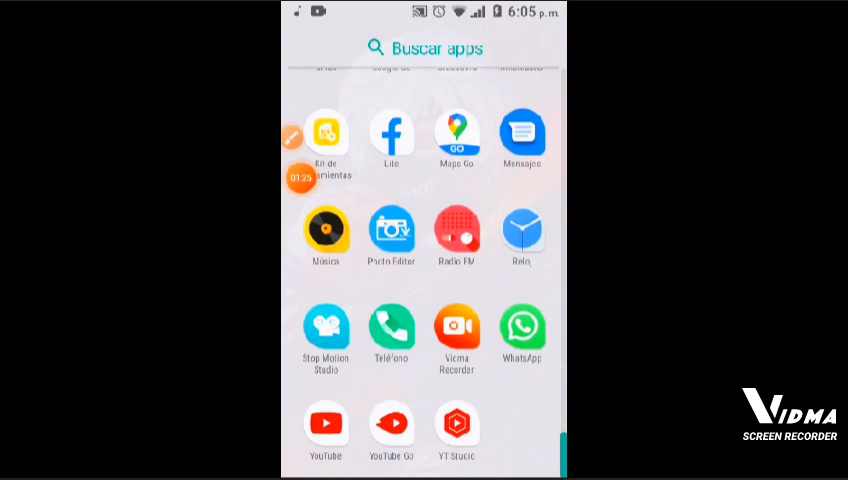 6:05 p.m.
Buscar apps
01:25
Kit de
Lite
Maps Go
Mensajes
GO
Música
Photo Editor
Radio FM
Reloj
Stop Motion
Studio
Teléfono
Vidma
Recorder
WhatsApp
YouTube
YouTube Go
YT Studio
VIDMA
SCREEN RECORDER